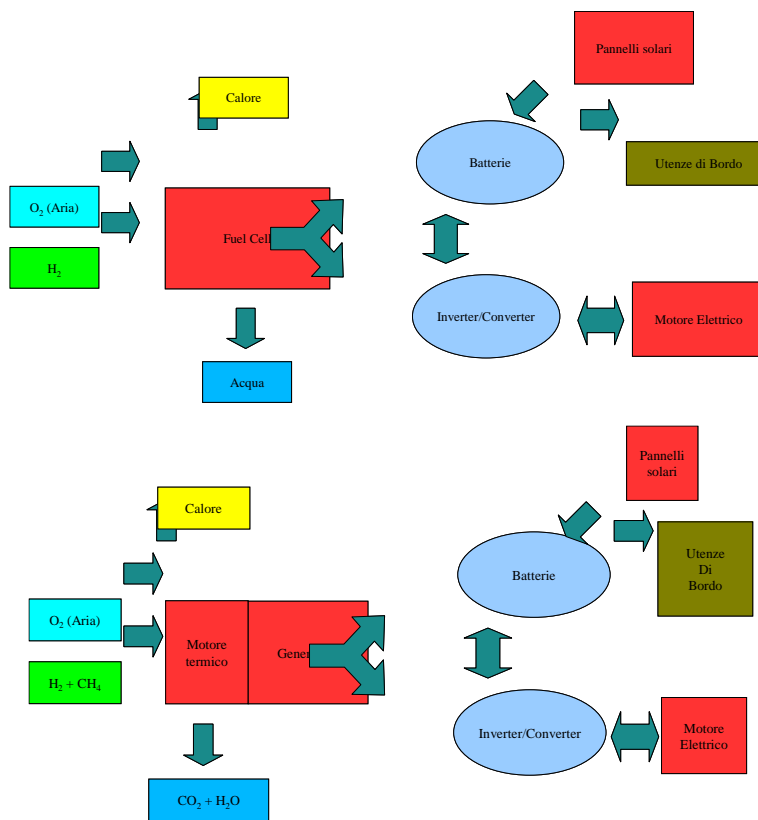 Pannelli solari
Calore
Batterie
Utenze di Bordo
O₂ (Aria)
Fuel Cell
H₂
Inverter/Converter
Motore Elettrico
Acqua
Pannelli
solari
Calore
Batterie
Utenze
Di
Bordo
O₂ (Aria)
Motore
termico
H₂ + CH₄
Inverter/Converter
Motore
Elettrico
CO₂ + H₂O